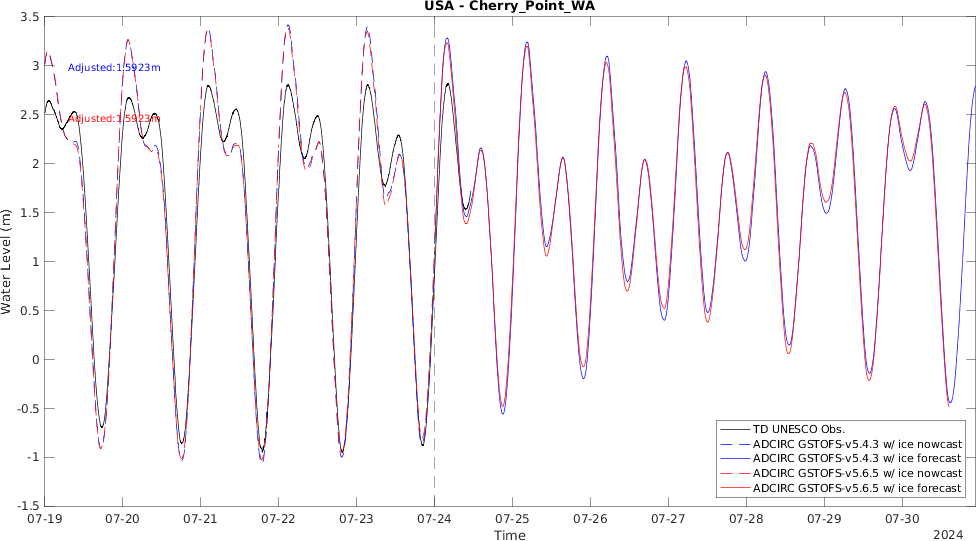 USA - Cherry_Point_WA
3.5
3
2.5
2
1.5
1
0.5
0
-0.5
-1
-1.5
Water Level (m)
Adjusted:1.5923m
Adjusted:1.5923m
TD UNESCO Obs.
ADCIRC GSTOFS-v5.4.3 w/ ice nowcast
ADCIRC GSTOFS-v5.4.3 w/ ice forecast
ADCIRC GSTOFS-v5.6.5 w/ ice nowcast
ADCIRC GSTOFS-v5.6.5 w/ ice forecast
07-19 07-20 07-21 07-22 07-23 07-24 07-25 07-26 07-27 07-28 07-29 07-30
Time
2024